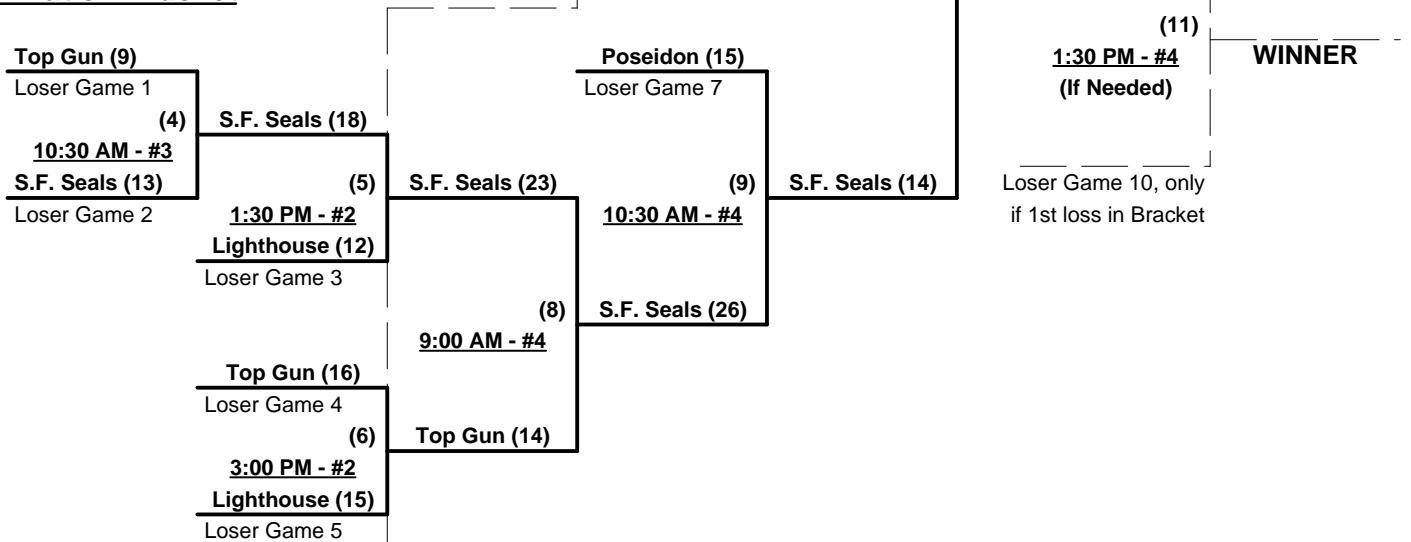 (11)
Top Gun (9)
Poseidon (15)
1:30 PM - #4
WINNER
Loser Game 1
Loser Game 7
(If Needed)
(4)
S.F. Seals (18)
10:30 AM - #3
S.F. Seals (13)
(5)
S.F. Seals (23)
(9)
S.F. Seals (14)
Loser Game 10, only
Loser Game 2
1:30 PM - #2
10:30 AM - #4
if 1st loss in Bracket
Lighthouse (12)
Loser Game 3
(8)
S.F. Seals (26)
9:00 AM - #4
Top Gun (16)
Loser Game 4
(6)
Top Gun (14)
3:00 PM - #2
Lighthouse (15)
Loser Game 5